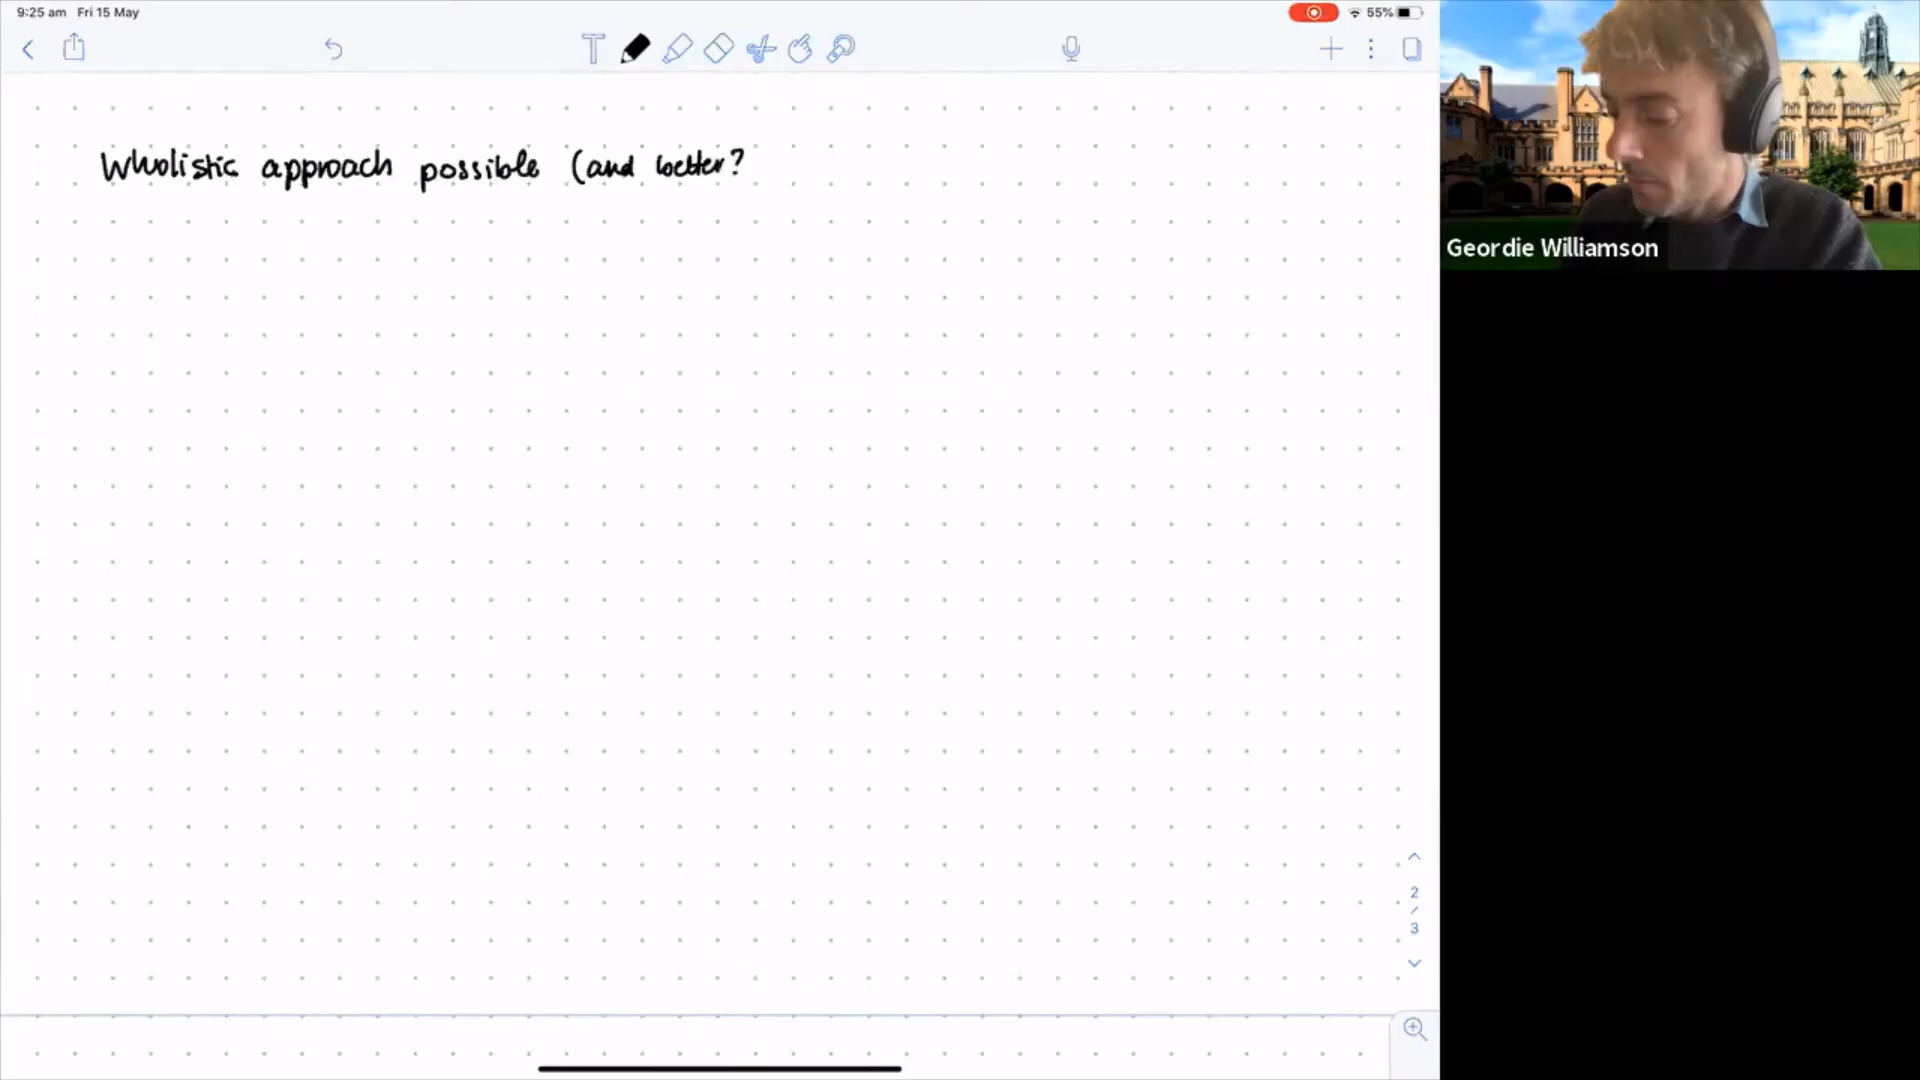 9:25 am Fri 15 May
55%
Wholistic approach possible (and better?
Geordie Williamson
2
/
3